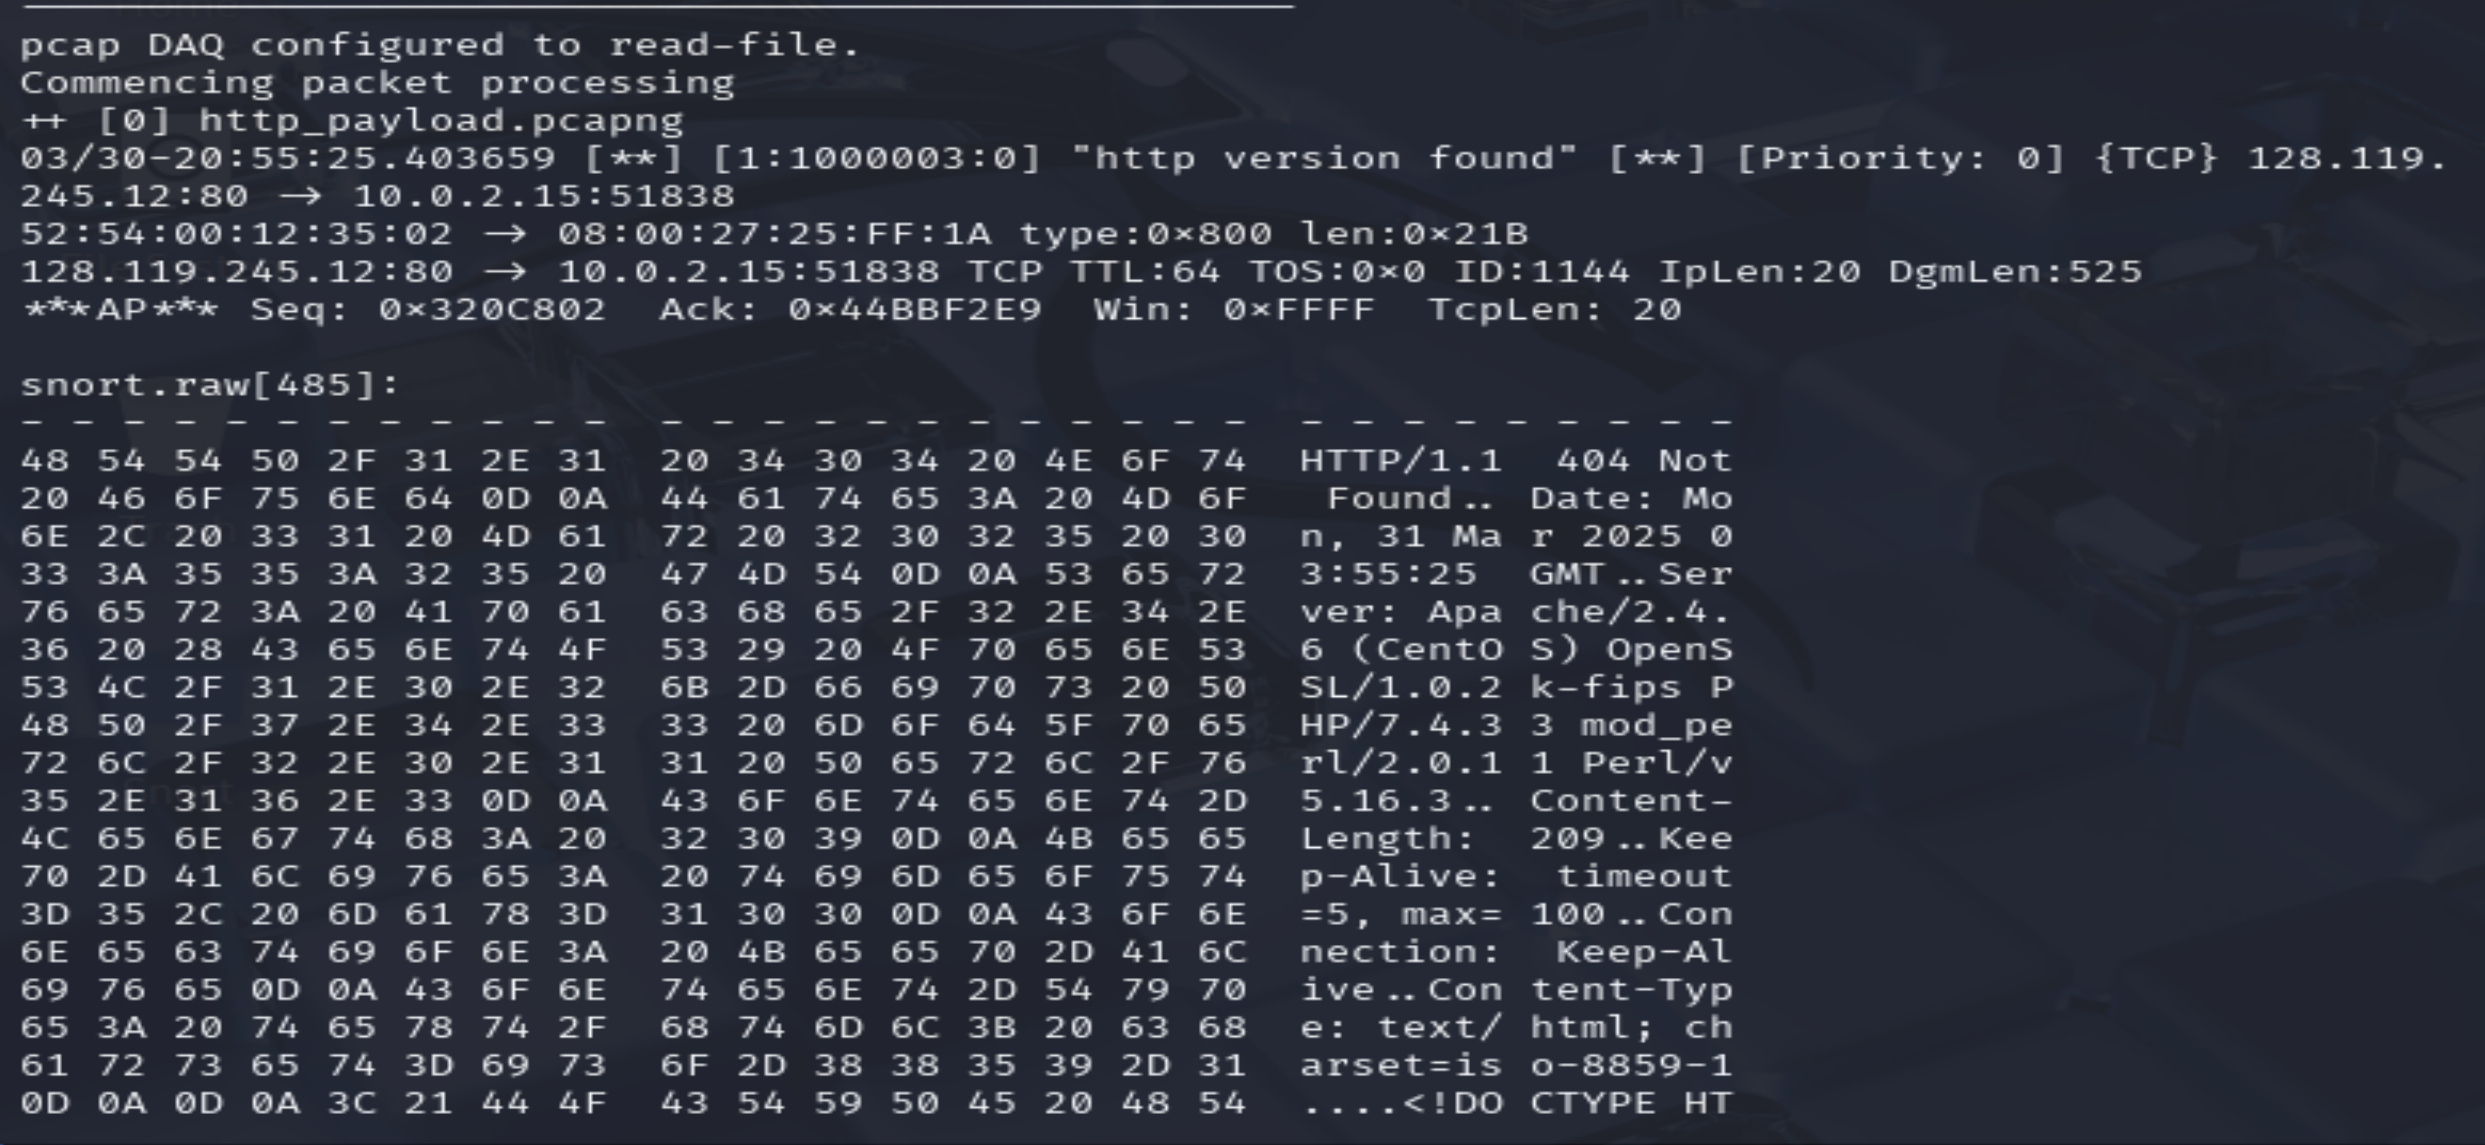 pcap DAQ configured to read-file.
Commencing packet processing
++ [0] http_payload.pcapng
03/30-20:55:25.403659 [**] [1:1000003:0] "http version found" [**] [Priority: 0] {TCP} 128.119.
245.12:80 → 10.0.2.15:51838
52:54:00:12:35:02 → 08:00:27:25:FF:1A type:0×800 len:0×21B
128.119.245.12:80 → 10.0.2.15:51838 TCP TTL:64 TOS:0×0 ID:1144 IpLen:20 DgmLen:525
***AP*** Seq: 0×320C802  Ack: 0×44BBF2E9  Win: 0×FFFF  TcpLen: 20
snort.raw[485]:
- - - - - - - - - - - -  - - - - - - - - - - - -  - - - - - - - - -
48 54 54 50 2F 31 2E 31  20 34 30 34 20 4E 6F 74  HTTP/1.1  404 Not
20 46 6F 75 6E 64 0D 0A  44 61 74 65 3A 20 4D 6F   Found.. Date: Mo
6E 2C 20 33 31 20 4D 61  72 20 32 30 32 35 20 30  n, 31 Ma r 2025 0
33 3A 35 35 3A 32 35 20  47 4D 54 0D 0A 53 65 72  3:55:25  GMT..Ser
76 65 72 3A 20 41 70 61  63 68 65 2F 32 2E 34 2E  ver: Apa che/2.4.
36 20 28 43 65 6E 74 4F  53 29 20 4F 70 65 6E 53  6 (CentO S) OpenS
53 4C 2F 31 2E 30 2E 32  6B 2D 66 69 70 73 20 50  SL/1.0.2 k-fips P
48 50 2F 37 2E 34 2E 33  33 20 6D 6F 64 5F 70 65  HP/7.4.3 3 mod_pe
72 6C 2F 32 2E 30 2E 31  31 20 50 65 72 6C 2F 76  rl/2.0.1 1 Perl/v
35 2E 31 36 2E 33 0D 0A  43 6F 6E 74 65 6E 74 2D  5.16.3.. Content-
4C 65 6E 67 74 68 3A 20  32 30 39 0D 0A 4B 65 65  Length:  209..Kee
70 2D 41 6C 69 76 65 3A  20 74 69 6D 65 6F 75 74  p-Alive:  timeout
3D 35 2C 20 6D 61 78 3D  31 30 30 0D 0A 43 6F 6E  =5, max= 100..Con
6E 65 63 74 69 6F 6E 3A  20 4B 65 65 70 2D 41 6C  nection:  Keep-Al
69 76 65 0D 0A 43 6F 6E  74 65 6E 74 2D 54 79 70  ive..Con tent-Typ
65 3A 20 74 65 78 74 2F  68 74 6D 6C 3B 20 63 68  e: text/ html; ch
61 72 73 65 74 3D 69 73  6F 2D 38 38 35 39 2D 31  arset=is o-8859-1
0D 0A 0D 0A 3C 21 44 4F  43 54 59 50 45 20 48 54  ....<!DO CTYPE HT